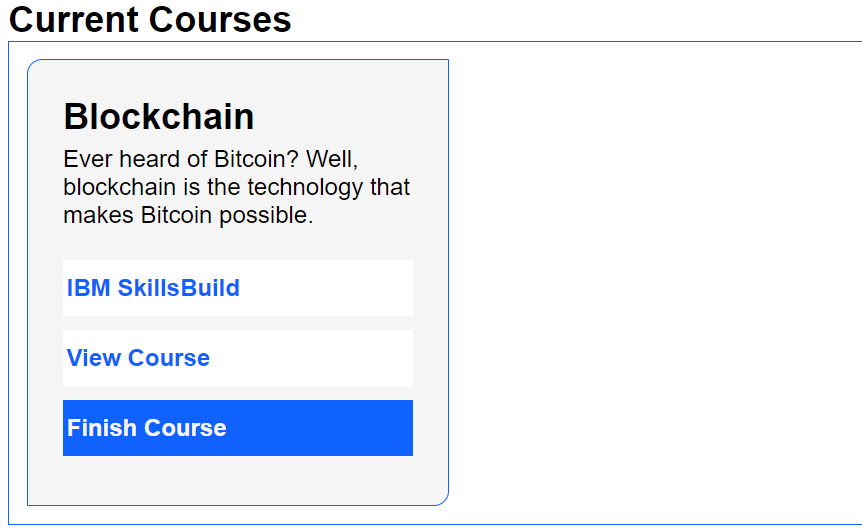 Current Courses
Blockchain
Ever heard of Bitcoin? Well,
blockchain is the technology that
makes Bitcoin possible.
IBM SkillsBuild
View Course
Finish Course